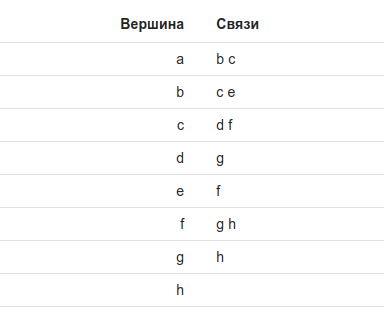 Вершина Связи
a b c
b c e
c d f
d g
e f
f g h
g h
h